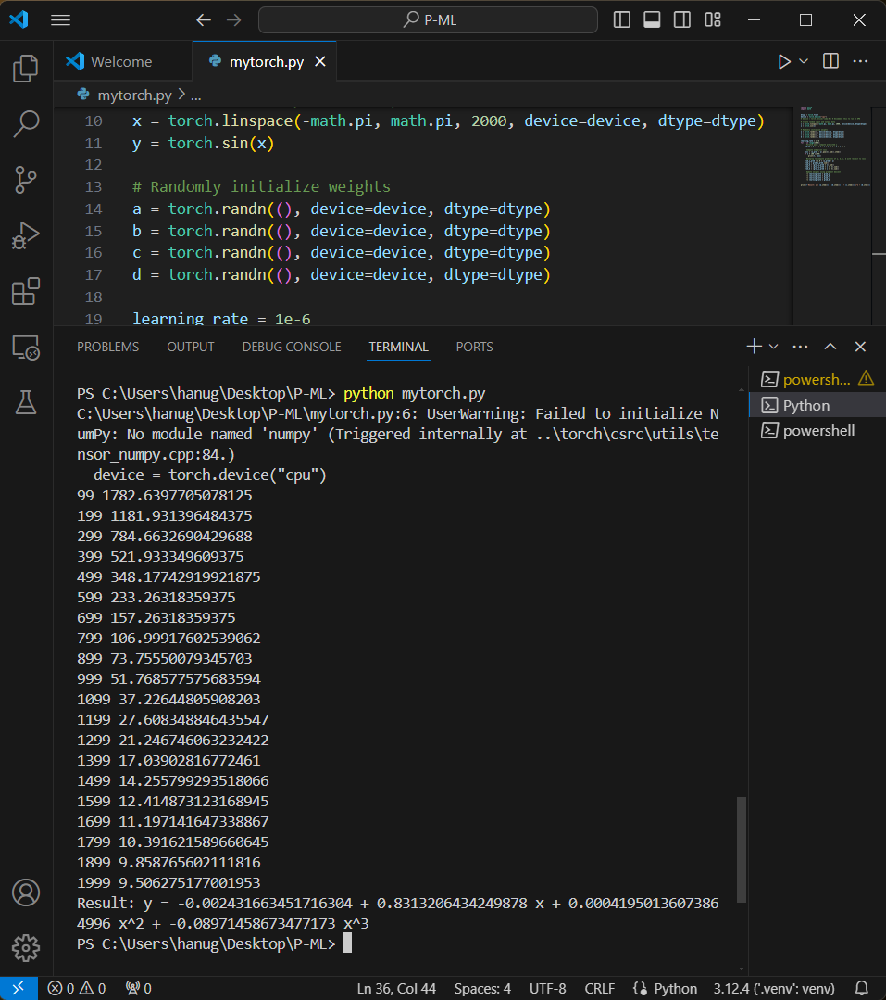 P-ML
Welcome
mytorch.py
mytorch.py > ...
10 x = torch.linspace(-math.pi, math.pi, 2000, device=device, dtype=dtype)
11 y = torch.sin(x)
12
13 # Randomly initialize weights
14 a = torch.randn((), device=device, dtype=dtype)
15 b = torch.randn((), device=device, dtype=dtype)
16 c = torch.randn((), device=device, dtype=dtype)
17 d = torch.randn((), device=device, dtype=dtype)
18
19 learning_rate = 1e-6
PROBLEMS OUTPUT DEBUG CONSOLE TERMINAL PORTS
PS C:\Users\hanug\Desktop\P-ML> python mytorch.py
C:\Users\hanug\Desktop\P-ML\mytorch.py:6: UserWarning: Failed to initialize N
umPy: No module named 'numpy' (Triggered internally at ..\torch\csrc\utils\te
nsor_numpy.cpp:84.)
  device = torch.device("cpu")
99 1782.6397705078125
199 1181.931396484375
299 784.6632690429688
399 521.933349609375
499 348.17742919921875
599 233.26318359375
699 157.26318359375
799 106.99917602539062
899 73.75550079345703
999 51.768577575683594
1099 37.22644805908203
1199 27.608348846435547
1299 21.246746063232422
1399 17.03902816772461
1499 14.255799293518066
1599 12.414873123168945
1699 11.197141647338867
1799 10.391621589660645
1899 9.858765602111816
1999 9.506275177001953
Result: y = -0.002431663451716304 + 0.8313206434249878 x + 0.0004195013607386
4996 x^2 + -0.08971458673477173 x^3
PS C:\Users\hanug\Desktop\P-ML>
powersh...
Python
powershell
0 0 0 Ln 36, Col 44 Spaces: 4 UTF-8 CRLF Python 3.12.4 ('.venv': venv)